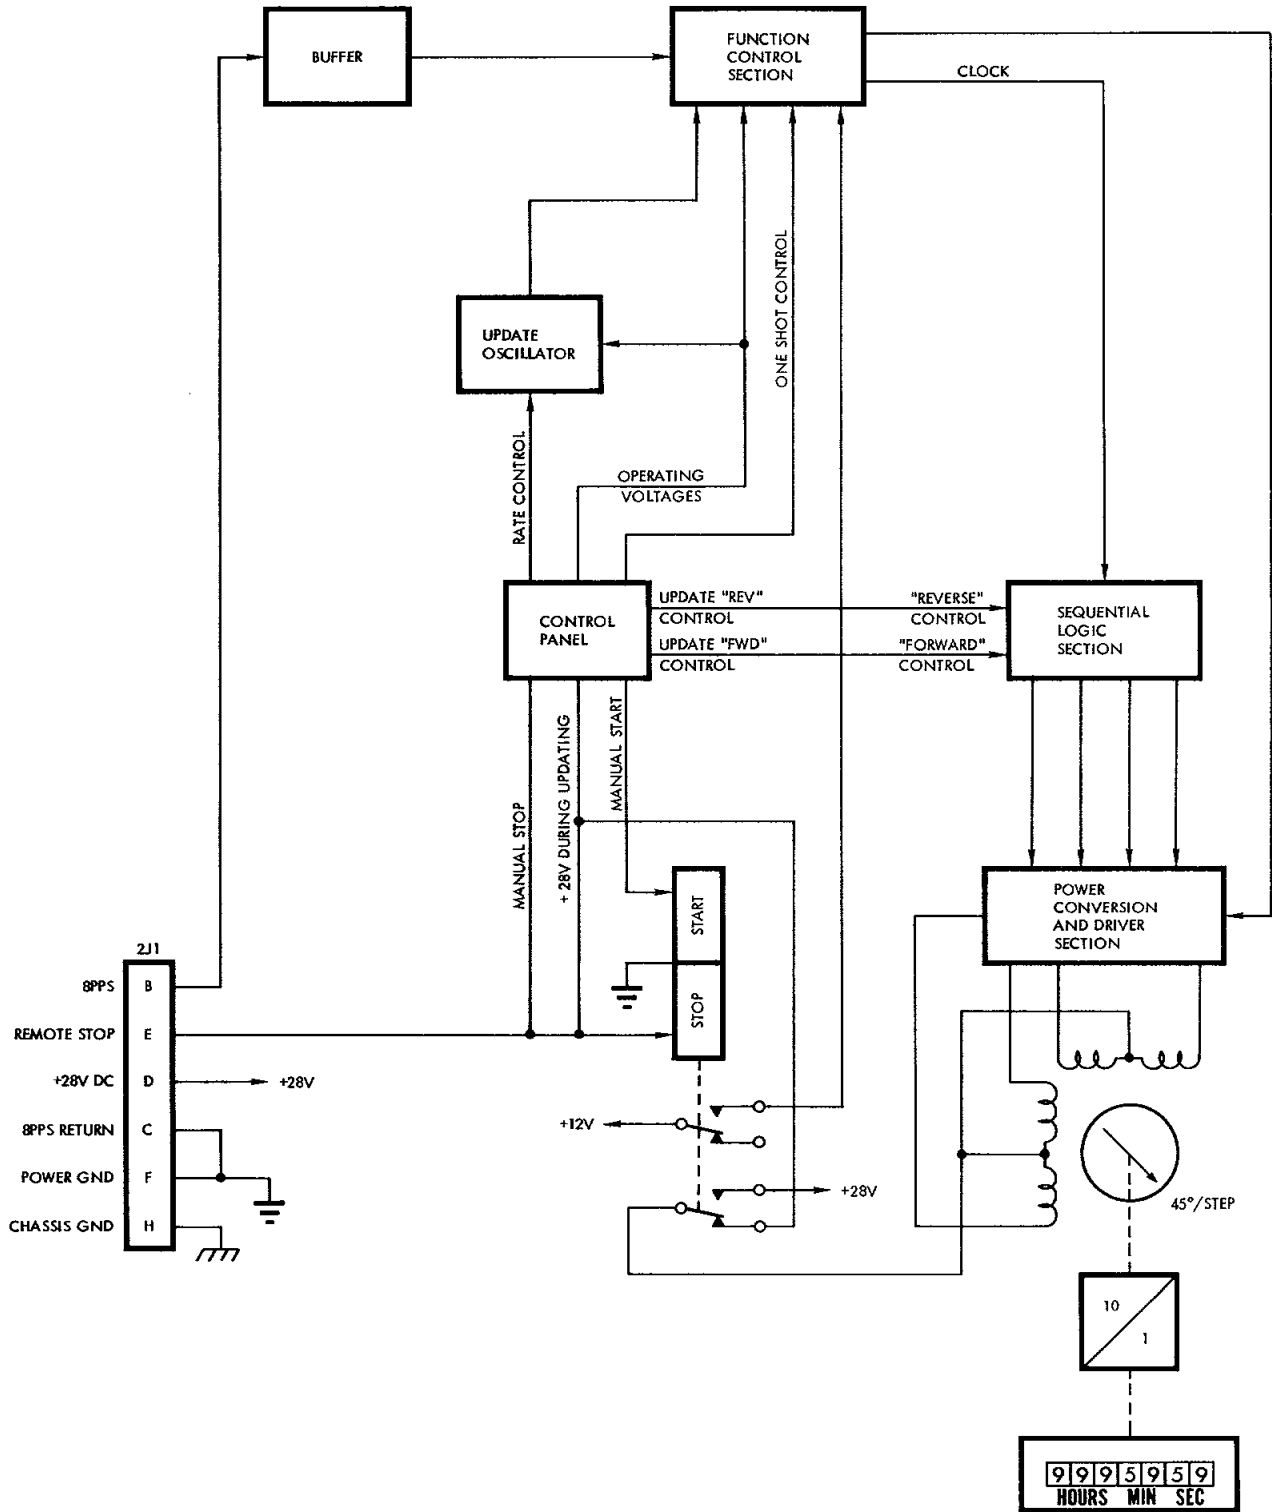 BUFFER
FUNCTION
CONTROL
SECTION
CLOCK
ONE SHOT CONTROL
UPDATE
OSCILLATOR
RATE CONTROL
OPERATING
VOLTAGES
CONTROL
PANEL
UPDATE "REV"
CONTROL
"REVERSE"
CONTROL
UPDATE "FWD"
CONTROL
"FORWARD"
CONTROL
SEQUENTIAL
LOGIC
SECTION
MANUAL STOP
+ 28V DURING UPDATING
MANUAL START
START
STOP
POWER
CONVERSION
AND DRIVER
SECTION
2J1
8PPS B
REMOTE STOP E
+28V DC D
+28V
8PPS RETURN C
POWER GND F
CHASSIS GND H
+12V
+28V
45°/STEP
10
1
9 9 9 5 9 5 9
HOURS MIN SEC